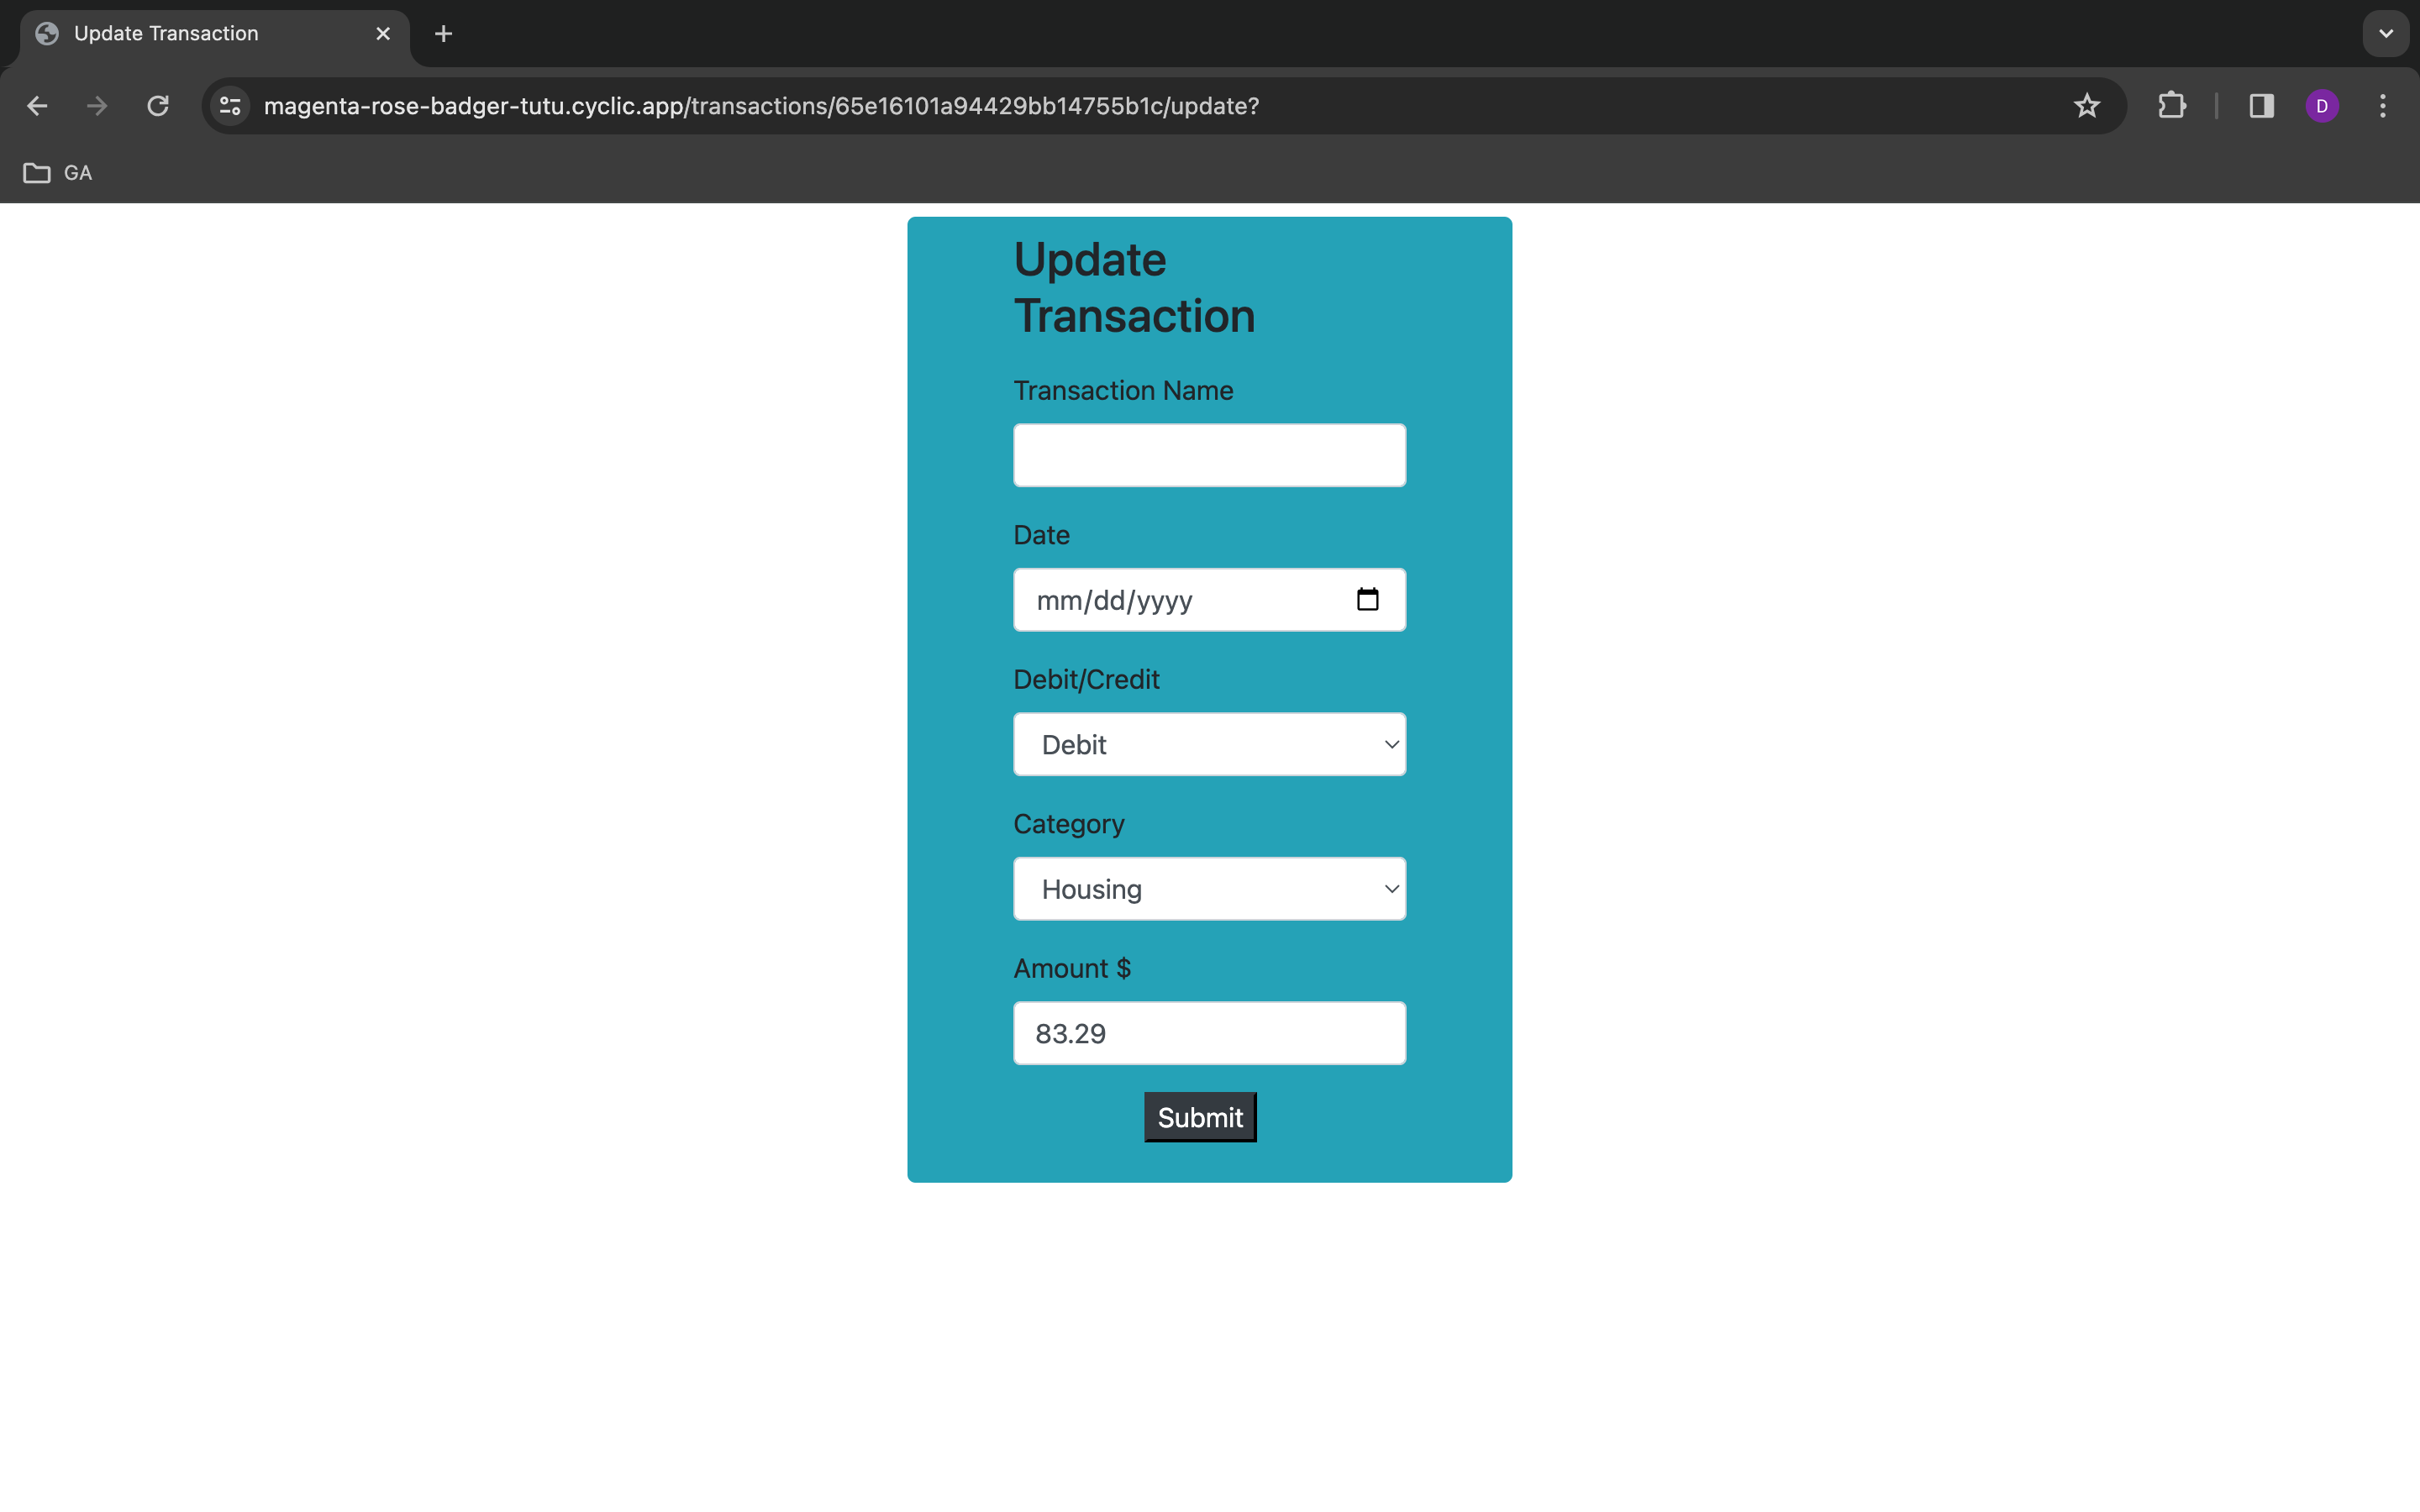 Update Transaction
magenta-rose-badger-tutu.cyclic.app/transactions/65e16101a94429bb14755b1c/update?
D
GA
Update
Transaction
Transaction Name
Date
mm/dd/yyyy
Debit/Credit
Debit
Category
Housing
Amount $
83.29
Submit